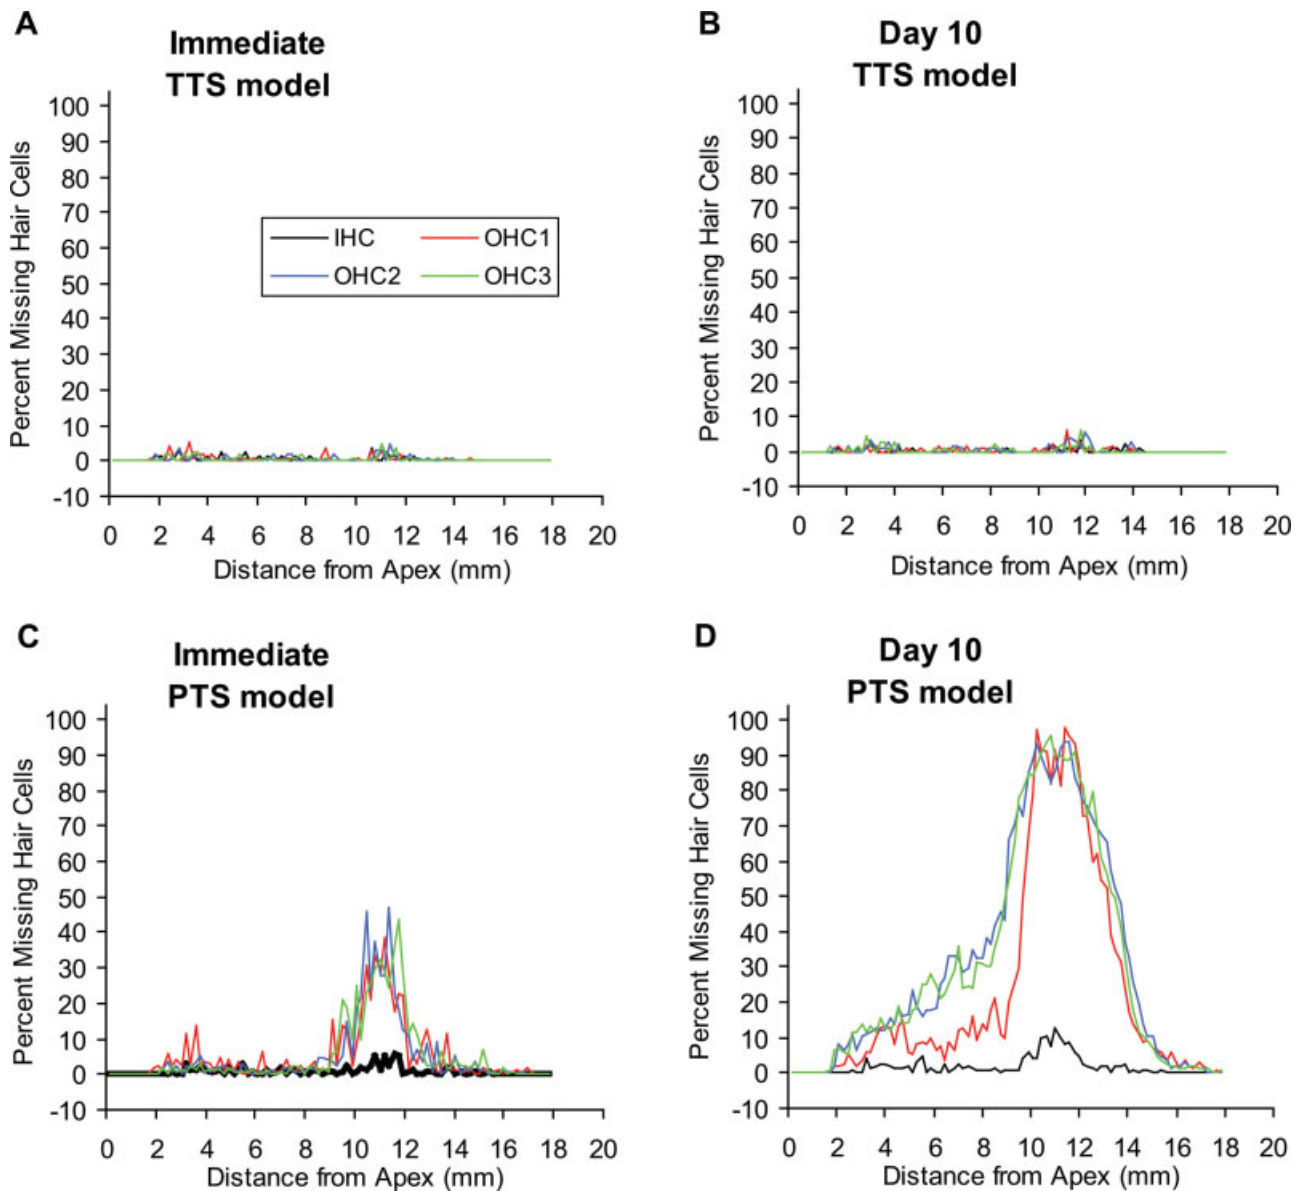 A
Immediate
TTS model
100
90
80
70
60
50
40
30
20
10
0
-10
Percent Missing Hair Cells
IHC OHC1
OHC2 OHC3
0 2 4 6 8 10 12 14 16 18 20
Distance from Apex (mm)
B
Day 10
TTS model
100
90
80
70
60
50
40
30
20
10
0
-10
Percent Missing Hair Cells
0 2 4 6 8 10 12 14 16 18 20
Distance from Apex (mm)
C
Immediate
PTS model
100
90
80
70
60
50
40
30
20
10
0
-10
Percent Missing Hair Cells
0 2 4 6 8 10 12 14 16 18 20
Distance from Apex (mm)
D
Day 10
PTS model
100
90
80
70
60
50
40
30
20
10
0
-10
Percent Missing Hair Cells
0 2 4 6 8 10 12 14 16 18 20
Distance from Apex (mm)